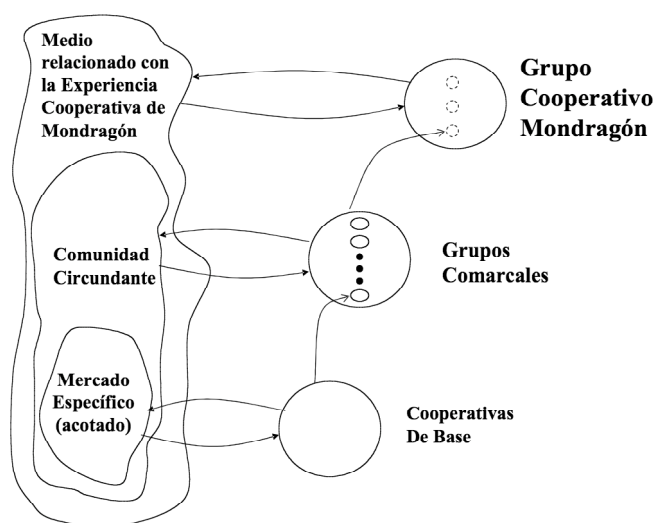 Medio
relacionado con
la Experiencia
Cooperativa de
Mondragón
Grupo
Cooperativo
Mondragón
Comunidad
Circundante
Grupos
Comarcales
Mercado
Específico
(acotado)
Cooperativas
De Base